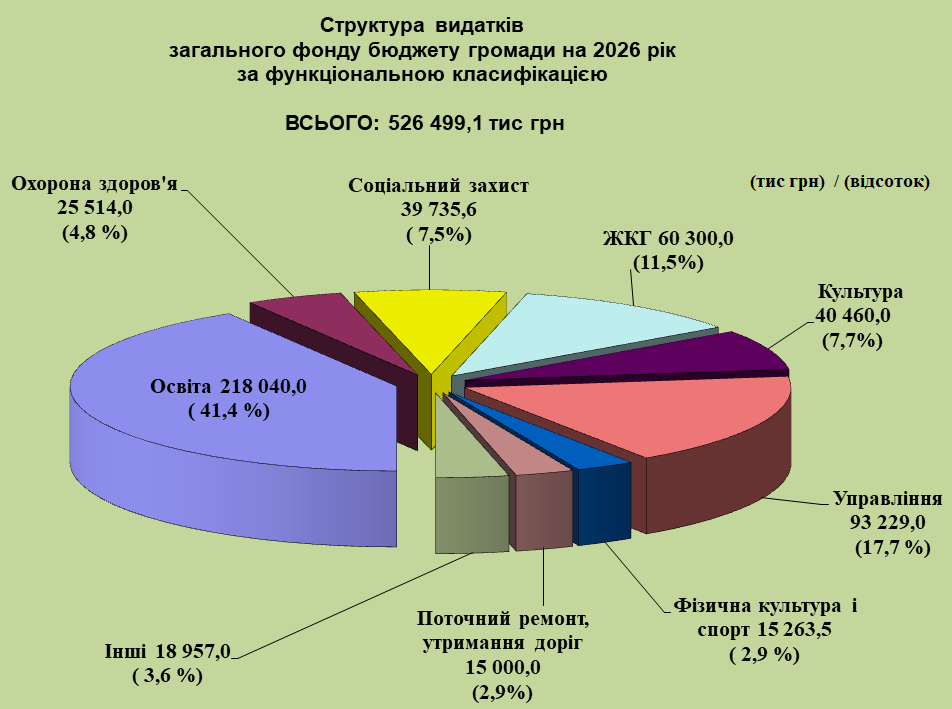 Структура видатків
загального фонду бюджету громади на 2026 рік
за функціональною класифікацією
ВСЬОГО: 526 499,1 тис грн
(тис грн) / (відсоток)
Охорона здоров'я
25 514,0
(4,8 %)
Соціальний захист
39 735,6
( 7,5%)
ЖКГ 60 300,0
(11,5%)
Культура
40 460,0
(7,7%)
Освіта 218 040,0
( 41,4 %)
Управління
93 229,0
(17,7 %)
Фізична культура і
спорт 15 263,5
( 2,9 %)
Поточний ремонт,
утримання доріг
15 000,0
(2,9%)
Інші 18 957,0
( 3,6 %)